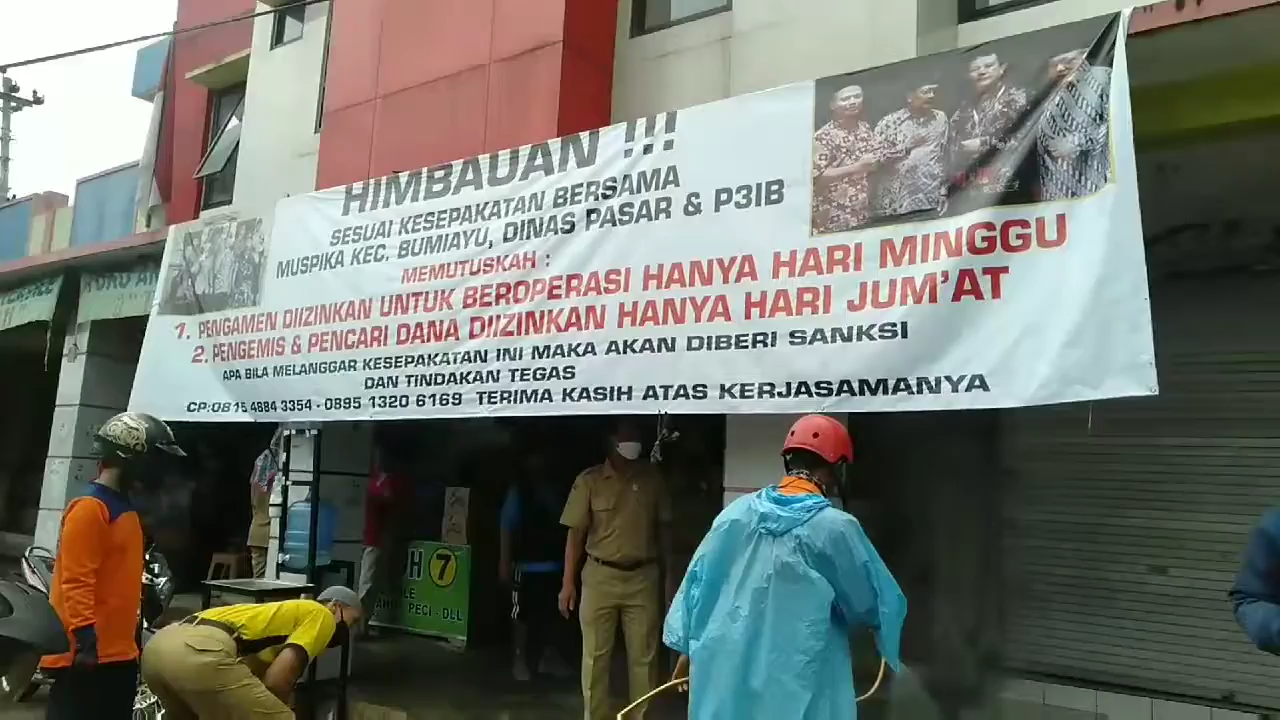 HIMBAUAN !!!
SESUAI KESEPAKATAN BERSAMA
MUSPIKA KEC. BUMIAYU, DINAS PASAR & P3IB
MEMUTUSKAH :
1. PENGAMEN DIIZINKAN UNTUK BEROPERASI HANYA HARI MINGGU
2. PENGEMIS & PENCARI DANA DIIZINKAN HANYA HARI JUM'AT
APA BILA MELANGGAR KESEPAKATAN INI MAKA AKAN DIBERI SANKSI
DAN TINDAKAN TEGAS
CP:0815 4884 3354 - 0895 1320 6169 TERIMA KASIH ATAS KERJASAMANYA
7
PECI - DLL